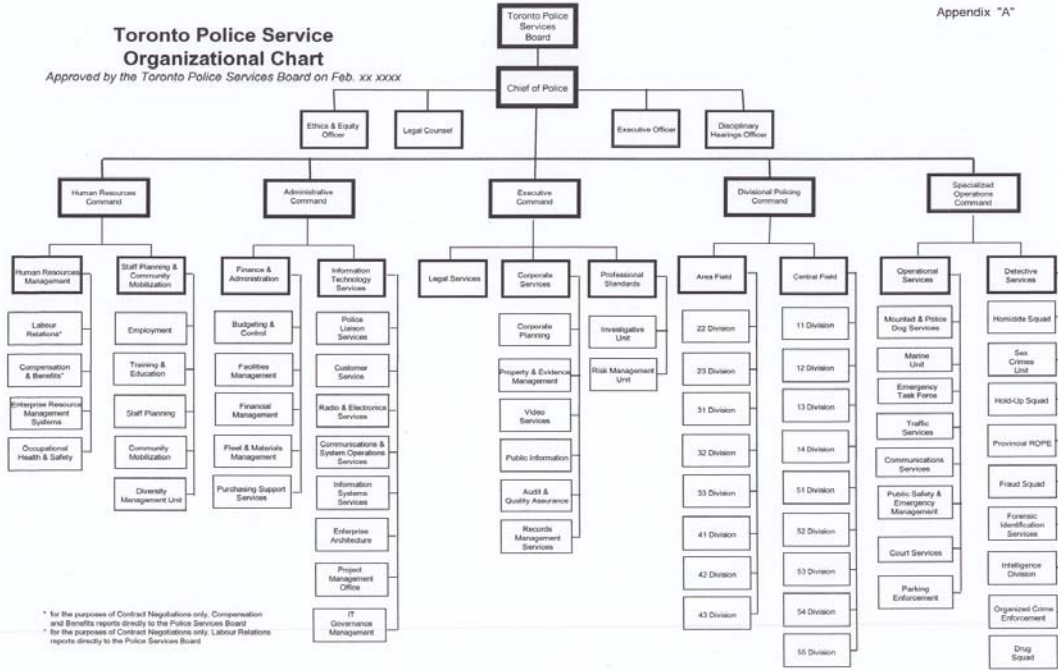 Appendix "A"
Toronto Police Service
Organizational Chart
Approved by the Toronto Police Services Board on Feb. xx xxxx
Toronto Police
Services
Board
Chief of Police
Ethics & Equity
Officer
Legal Counsel
Executive Officer
Disciplinary
Hearings Officer
Human Resources
Command
Administrative
Command
Executive
Command
Divisional Policing
Command
Specialized
Operations
Command
Human Resources
Management
Labour
Relations*
Compensation
& Benefits*
Enterprise Resource
Management
Systems
Occupational
Health & Safety
Staff Planning &
Community
Mobilization
Employment
Training &
Education
Staff Planning
Community
Mobilization
Diversity
Management Unit
Finance &
Administration
Budgeting &
Control
Facilities
Management
Financial
Management
Fleet & Materials
Management
Purchasing Support
Services
Information
Technology
Services
Police
Liaison
Services
Customer
Service
Radio & Electronics
Services
Communications &
System Operations
Services
Information
Systems
Services
Enterprise
Architecture
Project
Management
Office
IT
Governance
Management
Legal Services
Corporate
Services
Corporate
Planning
Property & Evidence
Management
Video
Services
Public Information
Audit &
Quality Assurance
Records
Management
Services
Professional
Standards
Investigative
Unit
Risk Management
Unit
Area Field
22 Division
23 Division
31 Division
32 Division
33 Division
41 Division
42 Division
43 Division
Central Field
11 Division
12 Division
13 Division
14 Division
51 Division
52 Division
53 Division
54 Division
55 Division
Operational
Services
Mounted & Police
Dog Services
Marine
Unit
Emergency
Task Force
Traffic
Services
Communications
Services
Public Safety &
Emergency
Management
Court Services
Parking
Enforcement
Detective
Services
Homicide Squad
Sex
Crimes
Unit
Hold-Up Squad
Provincial ROPE
Fraud Squad
Forensic
Identification
Services
Intelligence
Division
Organized Crime
Enforcement
Drug
Squad
* for the purposes of Contract Negotiations only, Compensation
and Benefits reports directly to the Police Services Board
* for the purposes of Contract Negotiations only, Labour Relations
reports directly to the Police Services Board